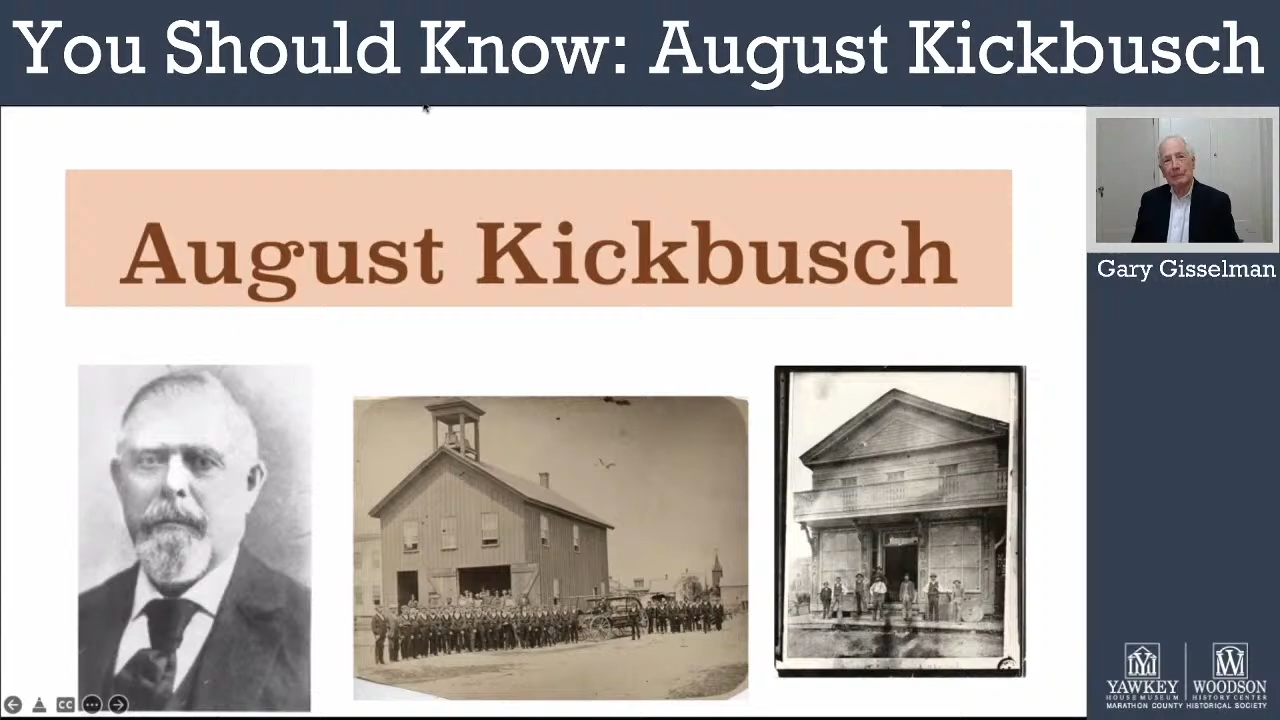 You Should Know: August Kickbusch
August Kickbusch
Gary Gisselman
CC
YAWKEY
HOUSE MUSEUM
WOODSON
HISTORY CENTER
MARATHON COUNTY HISTORICAL SOCIETY